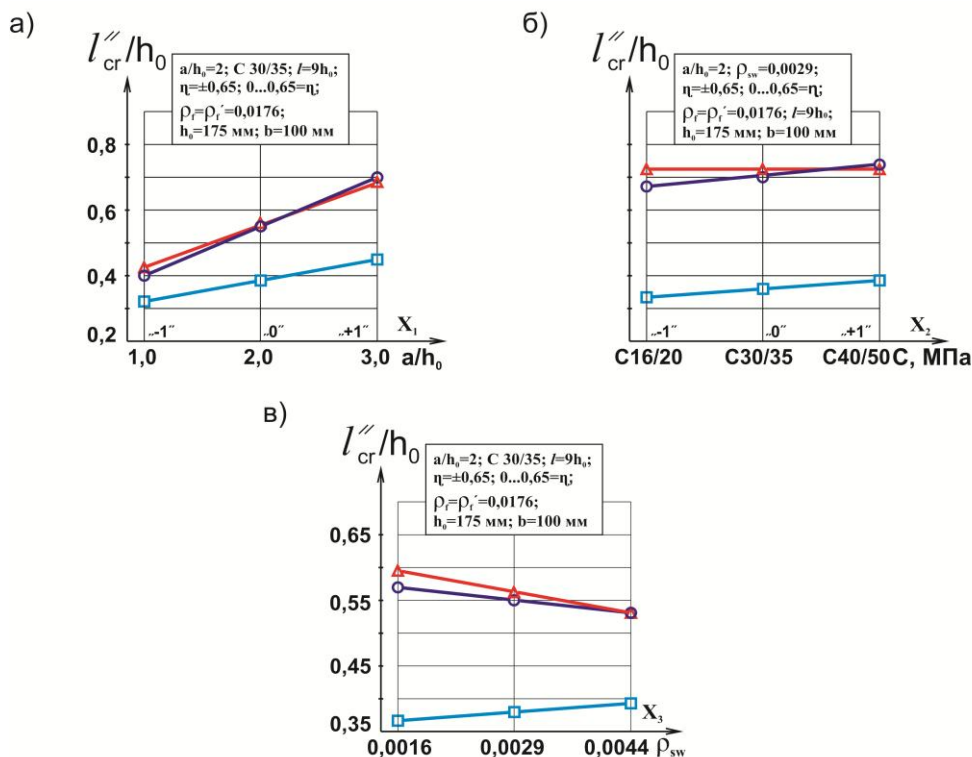 а)
l″cr/h₀
a/h₀=2; С 30/35; l=9h₀;
η=±0,65; 0...0,65=η;
ρf=ρf´=0,0176;
h₀=175 мм; b=100 мм
0,8
0,6
0,4
0,2
„-1″ „0″ „+1″ X₁
1,0 2,0 3,0 a/h₀
б)
l″cr/h₀
a/h₀=2; ρsw=0,0029;
η=±0,65; 0...0,65=η;
ρf=ρf´=0,0176; l=9h₀;
h₀=175 мм; b=100 мм
„-1″ „0″ „+1″ X₂
С16/20 С30/35 С40/50 С, МПа
в)
l″cr/h₀
a/h₀=2; С 30/35; l=9h₀;
η=±0,65; 0...0,65=η;
ρf=ρf´=0,0176;
h₀=175 мм; b=100 мм
0,65
0,55
0,45
0,35
X₃
0,0016 0,0029 0,0044 ρsw